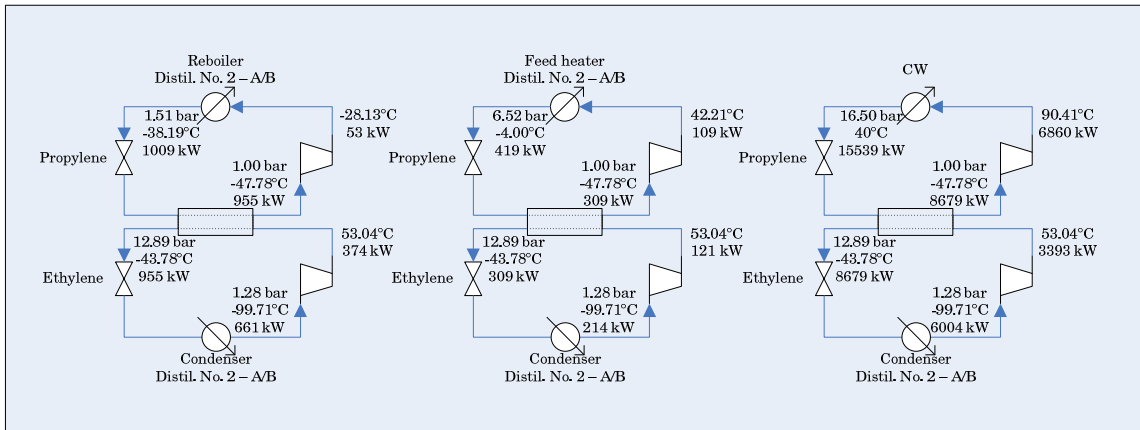 Reboiler
Distil. No. 2 – A/B
1.51 bar
-38.19°C
1009 kW
-28.13°C
53 kW
Propylene
1.00 bar
-47.78°C
955 kW
12.89 bar
-43.78°C
955 kW
53.04°C
374 kW
Ethylene
1.28 bar
-99.71°C
661 kW
Condenser
Distil. No. 2 – A/B
Feed heater
Distil. No. 2 – A/B
6.52 bar
-4.00°C
419 kW
42.21°C
109 kW
Propylene
1.00 bar
-47.78°C
309 kW
12.89 bar
-43.78°C
309 kW
53.04°C
121 kW
Ethylene
1.28 bar
-99.71°C
214 kW
Condenser
Distil. No. 2 – A/B
CW
16.50 bar
40°C
15539 kW
90.41°C
6860 kW
Propylene
1.00 bar
-47.78°C
8679 kW
12.89 bar
-43.78°C
8679 kW
53.04°C
3393 kW
Ethylene
1.28 bar
-99.71°C
6004 kW
Condenser
Distil. No. 2 – A/B